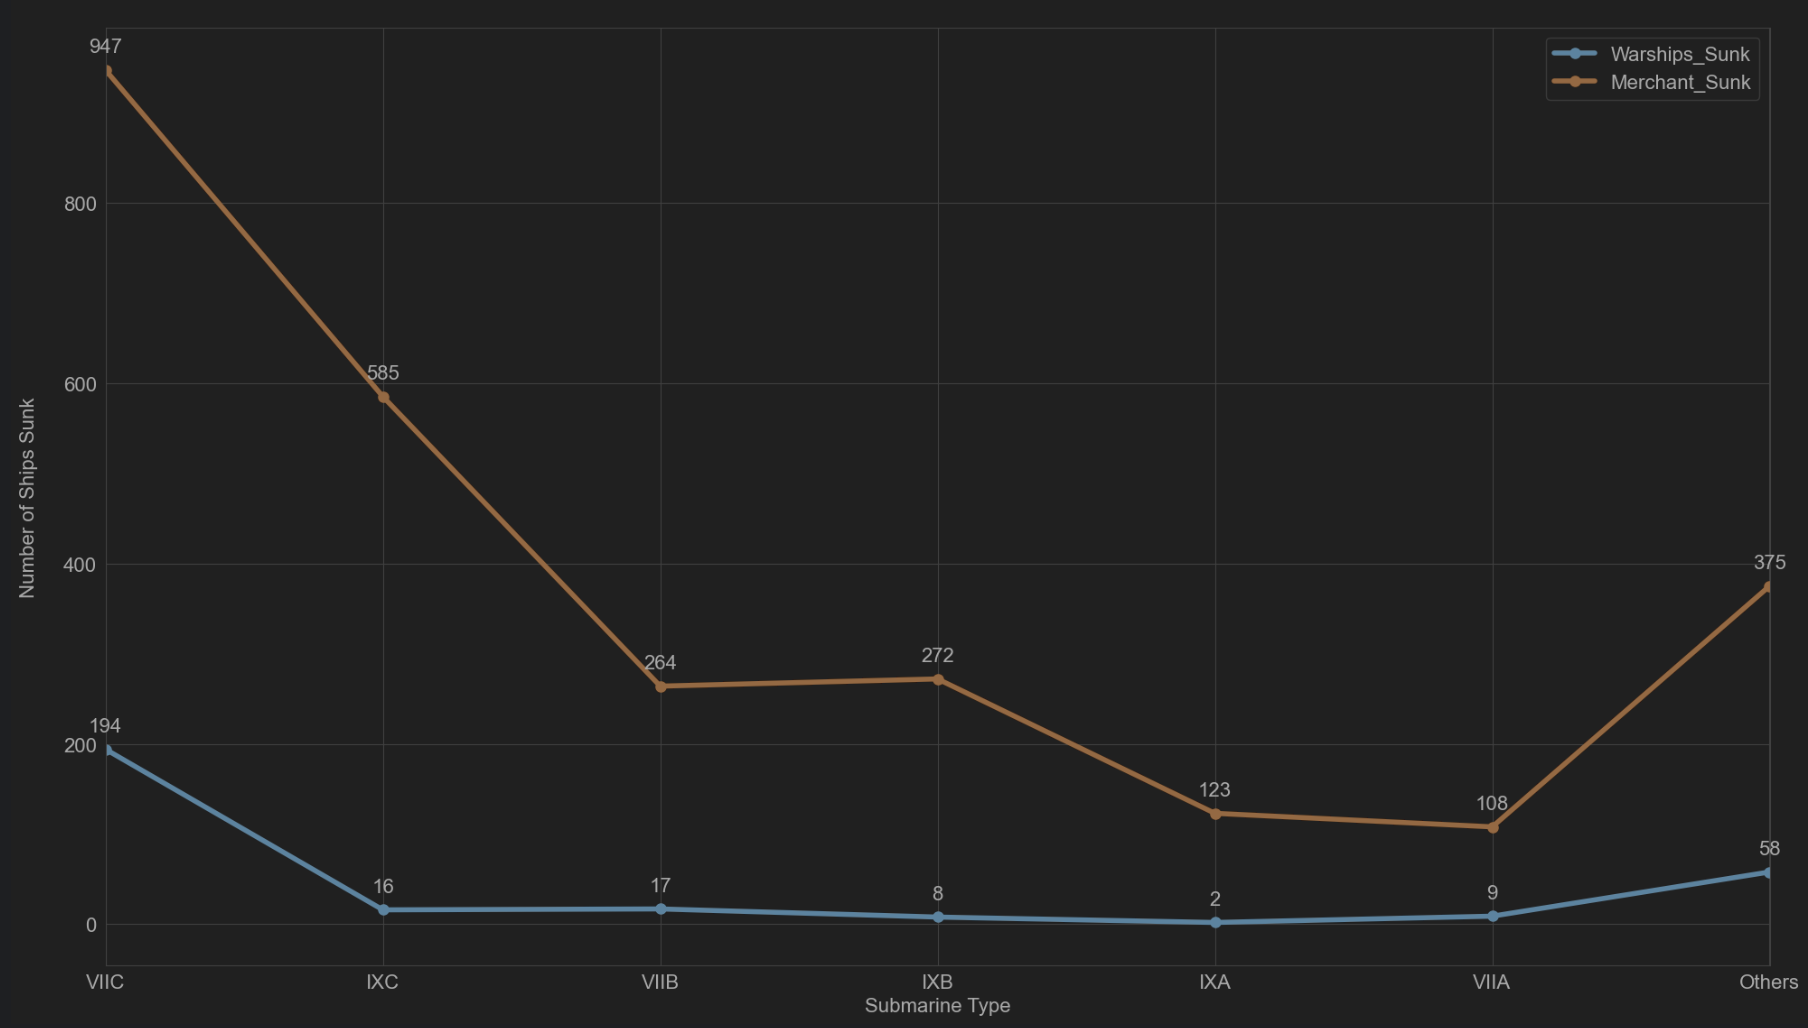 947
Warships_Sunk
Merchant_Sunk
800
585
600
Number of Ships Sunk
400
375
264
272
194
200
123
108
58
16
17
8
2
9
0
VIIC
IXC
VIIB
IXB
IXA
VIIA
Others
Submarine Type